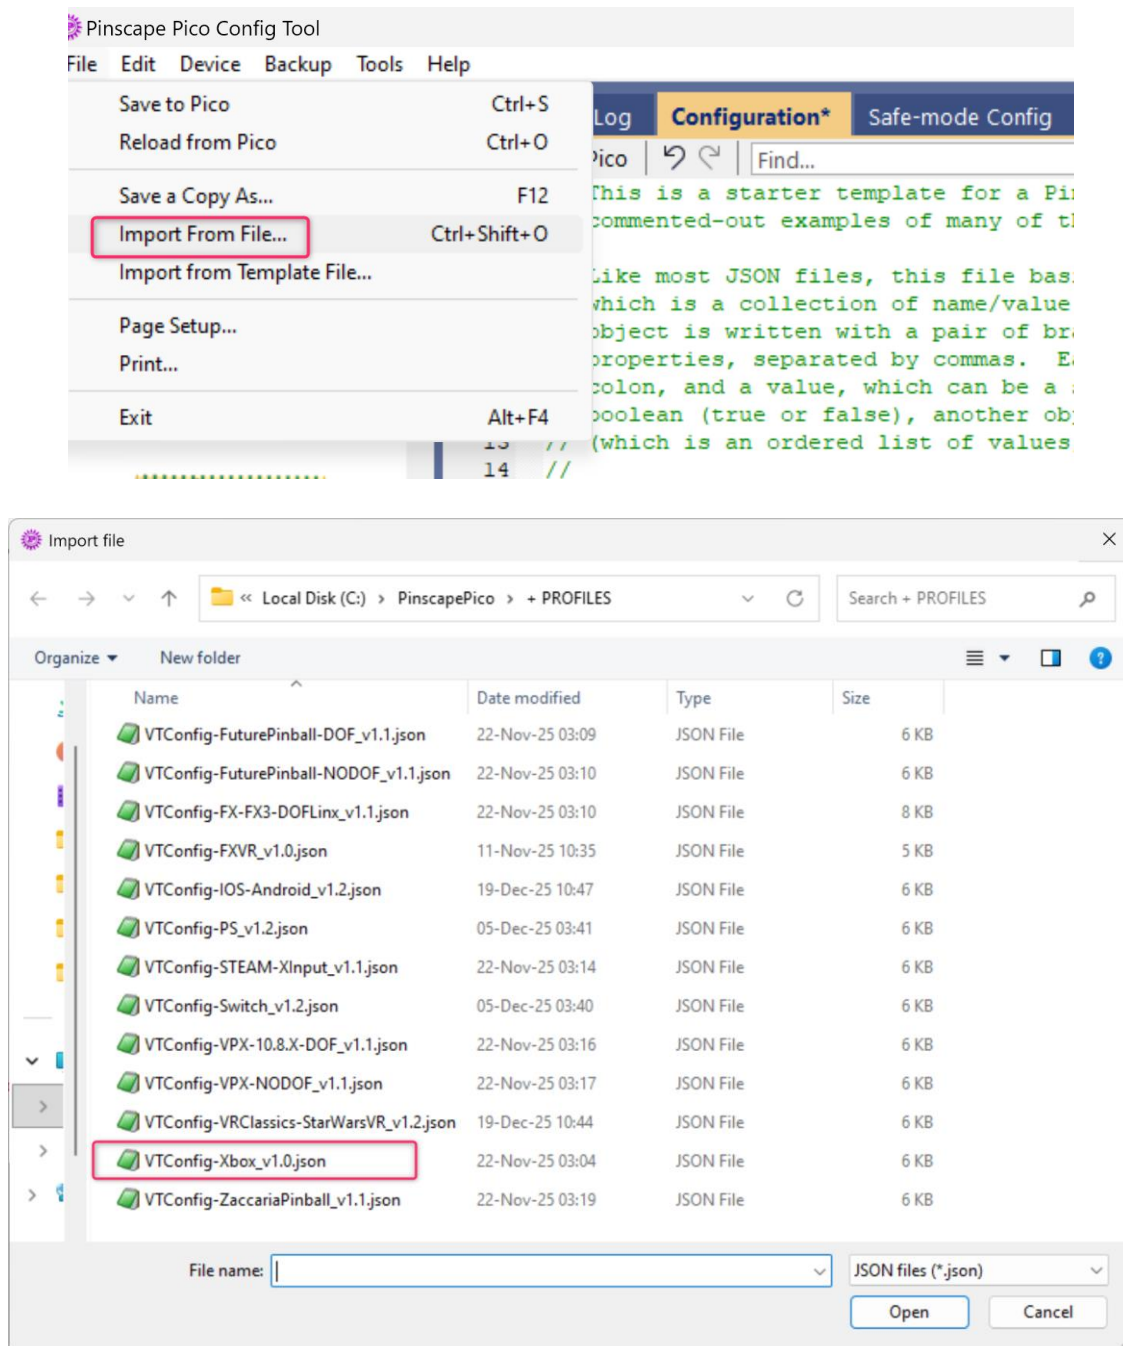 Pinscape Pico Config Tool
File Edit Device Backup Tools Help
Save to Pico Ctrl+S
Reload from Pico Ctrl+O
Save a Copy As... F12
Import From File... Ctrl+Shift+O
Import from Template File...
Page Setup...
Print...
Exit Alt+F4
Log Configuration* Safe-mode Config
Pico Find...
This is a starter template for a Pin
commented-out examples of many of th
Like most JSON files, this file bas
which is a collection of name/value
object is written with a pair of bra
properties, separated by commas. Ea
colon, and a value, which can be a
boolean (true or false), another ob
13 // (which is an ordered list of values
14 //
Import file
« Local Disk (C:) > PinscapePico > + PROFILES
Search + PROFILES
Organize New folder
Name Date modified Type Size
VTConfig-FuturePinball-DOF_v1.1.json 22-Nov-25 03:09 JSON File 6 KB
VTConfig-FuturePinball-NODOF_v1.1.json 22-Nov-25 03:10 JSON File 6 KB
VTConfig-FX-FX3-DOFLinx_v1.1.json 22-Nov-25 03:10 JSON File 8 KB
VTConfig-FXVR_v1.0.json 11-Nov-25 10:35 JSON File 5 KB
VTConfig-IOS-Android_v1.2.json 19-Dec-25 10:47 JSON File 6 KB
VTConfig-PS_v1.2.json 05-Dec-25 03:41 JSON File 6 KB
VTConfig-STEAM-XInput_v1.1.json 22-Nov-25 03:14 JSON File 6 KB
VTConfig-Switch_v1.2.json 05-Dec-25 03:40 JSON File 6 KB
VTConfig-VPX-10.8.X-DOF_v1.1.json 22-Nov-25 03:16 JSON File 6 KB
VTConfig-VPX-NODOF_v1.1.json 22-Nov-25 03:17 JSON File 6 KB
VTConfig-VRClassics-StarWarsVR_v1.2.json 19-Dec-25 10:44 JSON File 6 KB
VTConfig-Xbox_v1.0.json 22-Nov-25 03:04 JSON File 6 KB
VTConfig-ZaccariaPinball_v1.1.json 22-Nov-25 03:19 JSON File 6 KB
File name: JSON files (*.json)
Open Cancel